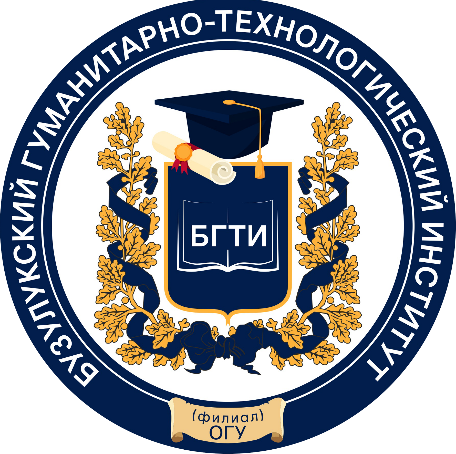 БУЗУЛУКСКИЙ ГУМАНИТАРНО-ТЕХНОЛОГИЧЕСКИЙ ИНСТИТУТ
БГТИ
(филиал)
ОГУ